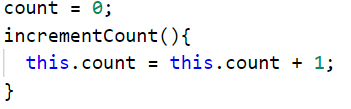 count = 0;
incrementCount(){
  this.count = this.count + 1;
}